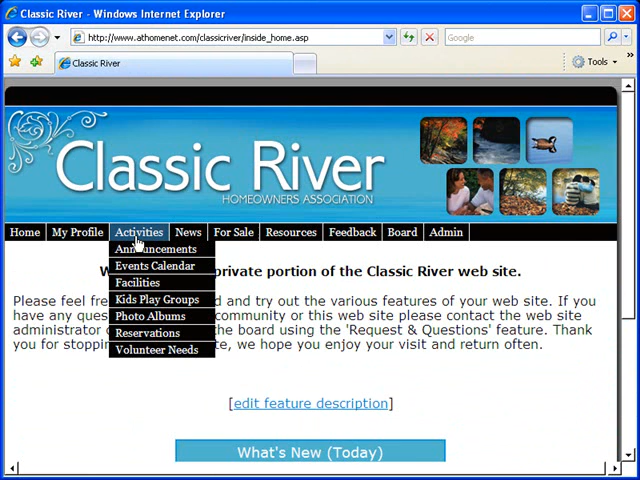 Classic River - Windows Internet Explorer
http://www.athomenet.com/classicriver/inside_home.asp
Google
Classic River
Tools
Classic River
HOMEOWNERS ASSOCIATION
Home My Profile Activities News For Sale Resources Feedback Board Admin
Announcements
Events Calendar
Facilities
Kids Play Groups
Photo Albums
Reservations
Volunteer Needs
private portion of the Classic River web site.
Please feel and try out the various features of your web site. If you
have any community or this web site please contact the web site
administrator the board using the 'Request & Questions' feature. Thank
you for we hope you enjoy your visit and return often.
[edit feature description]
What's New (Today)